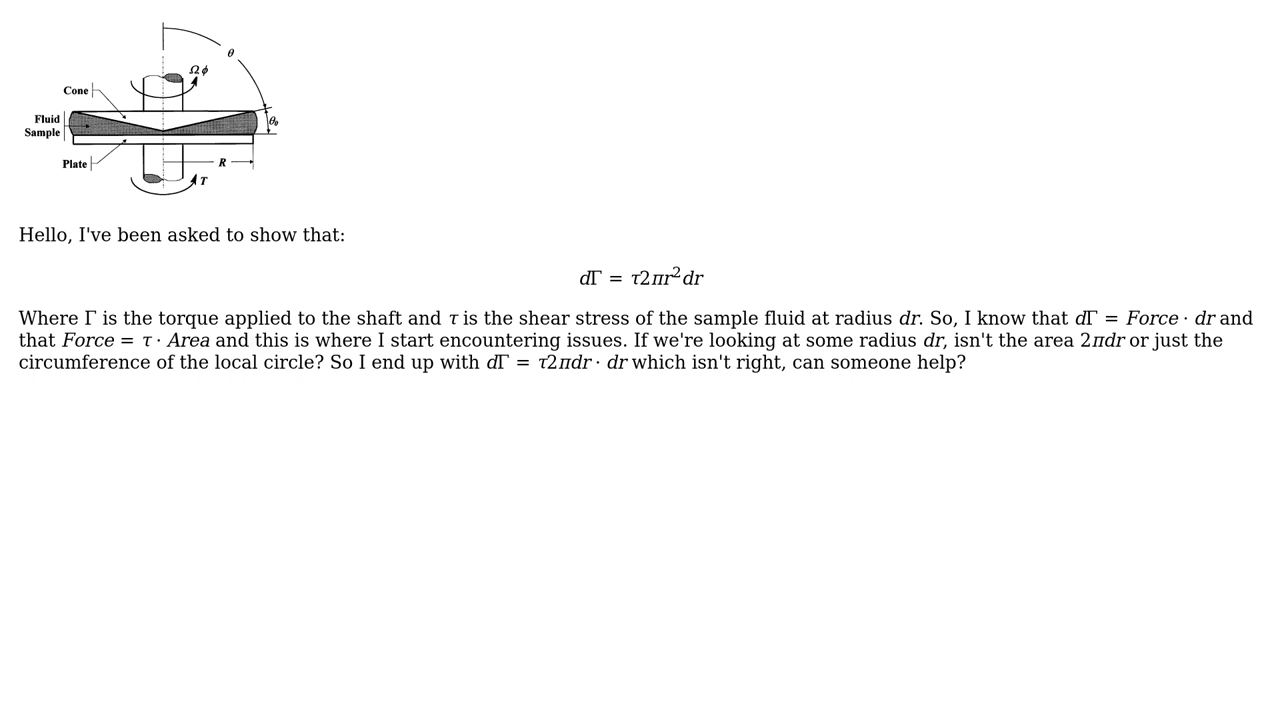 θ
Ω ϕ
Cone
θ₀
Fluid
Sample
Plate
R
T
Hello, I've been asked to show that:
dΓ = τ2πr²dr
Where Γ is the torque applied to the shaft and τ is the shear stress of the sample fluid at radius dr. So, I know that dΓ = Force · dr and
that Force = τ · Area and this is where I start encountering issues. If we're looking at some radius dr, isn't the area 2πdr or just the
circumference of the local circle? So I end up with dΓ = τ2πdr · dr which isn't right, can someone help?